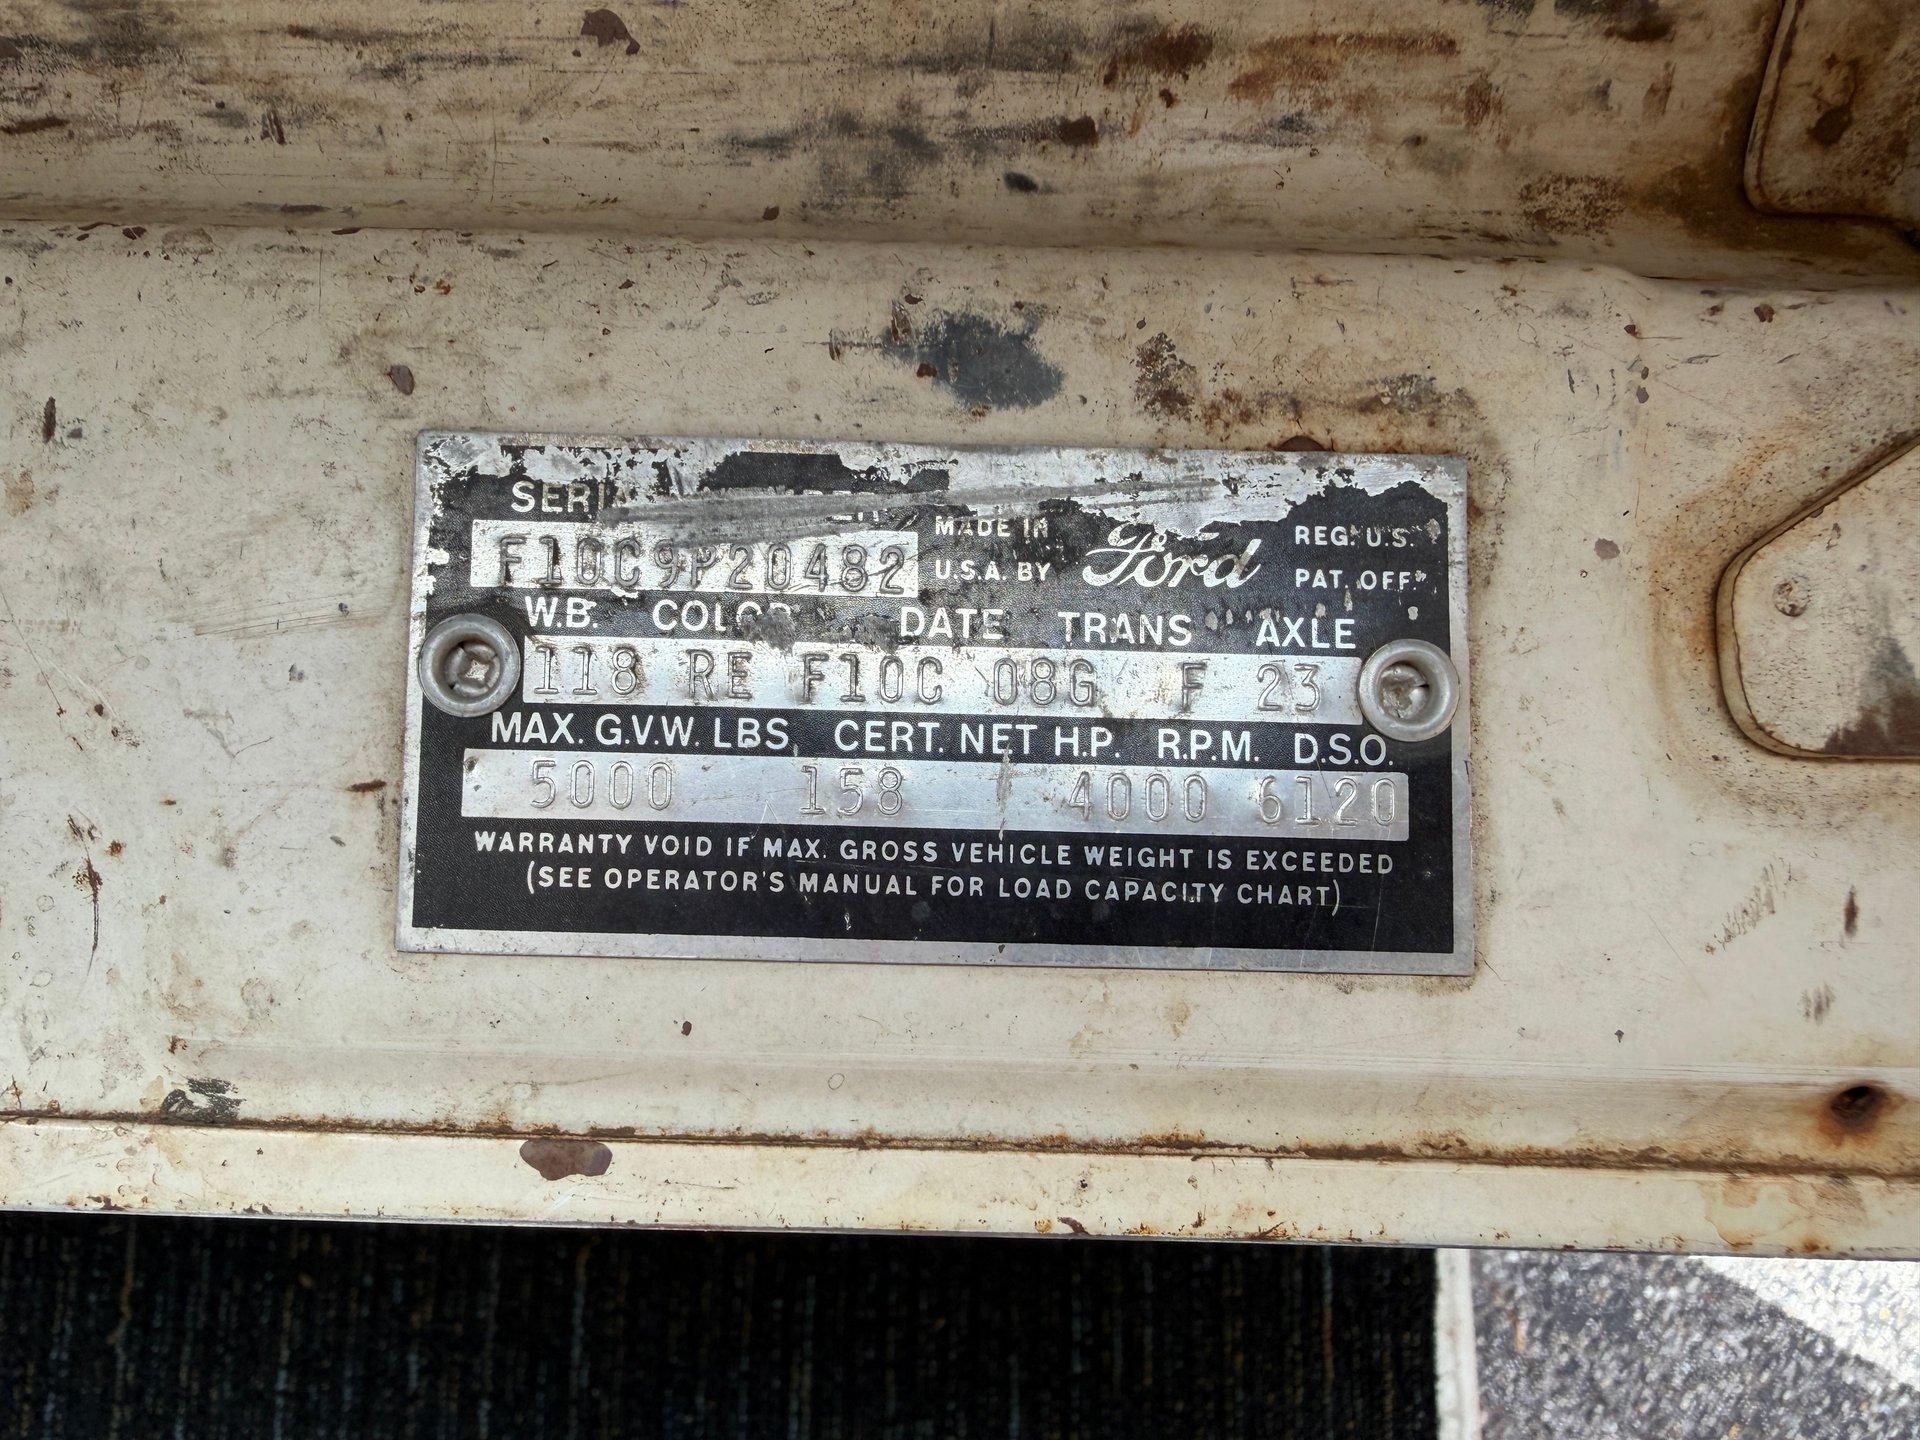 F10C9P20482
MADE IN
U.S.A. BY
Ford
REG. U.S.
PAT. OFF.
W.B. COLOR DATE TRANS AXLE
118 RE F10C 08G F 23
MAX. G.V.W. LBS. CERT. NET H.P. R.P.M. D.S.O.
5000 158 4000 6120
WARRANTY VOID IF MAX. GROSS VEHICLE WEIGHT IS EXCEEDED
(SEE OPERATOR'S MANUAL FOR LOAD CAPACITY CHART)